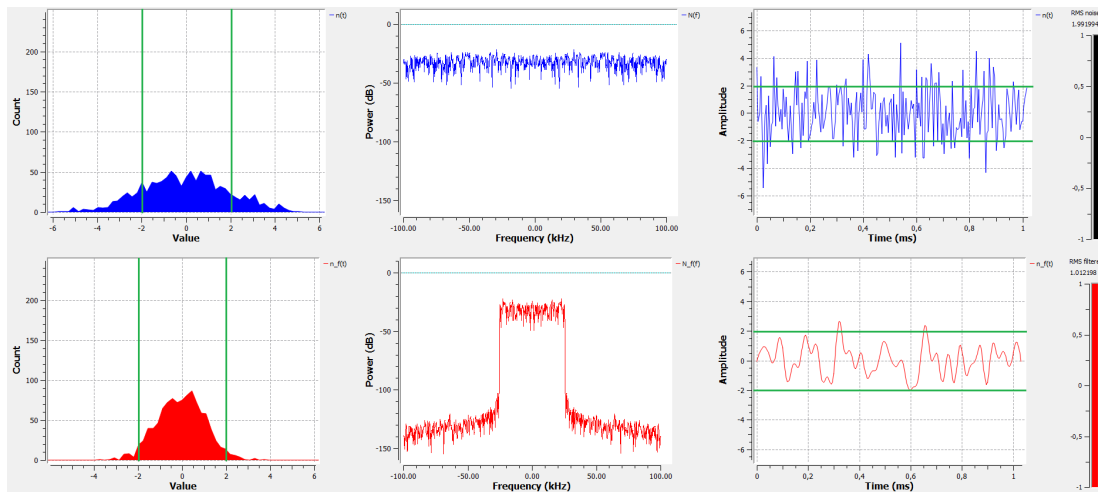 n(t)
Count
200
150
100
50
0
-6 -4 -2 0 2 4 6
Value
N(f)
Power (dB)
0
-50
-100
-150
-100.00 -50.00 0.00 50.00 100.00
Frequency (kHz)
n(t)
Amplitude
6
4
2
0
-2
-4
-6
0 0,2 0,4 0,6 0,8 1
Time (ms)
RMS noise
1.991994
1
0,5
0
-0,5
-1
n_f(t)
Count
200
150
100
50
0
-4 -2 0 2 4 6
Value
N_f(f)
Power (dB)
0
-50
-100
-150
-100.00 -50.00 0.00 50.00 100.00
Frequency (kHz)
n_f(t)
Amplitude
6
4
2
0
-2
-4
-6
0 0,2 0,4 0,6 0,8 1
Time (ms)
RMS filtere
1.012198
1
0,5
0
-0,5
-1